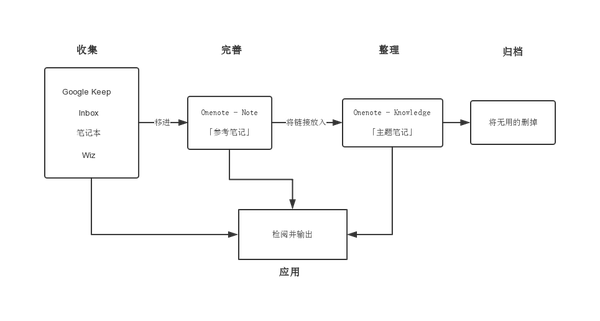 收集
完善
整理
归档
Google Keep
Inbox
笔记本
Wiz
移进
Onenote - Note
「参考笔记」
将链接放入
Onenote - Knowledge
「主题笔记」
将无用的删掉
检阅并输出
应用